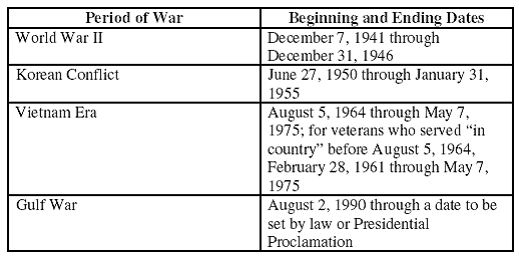 Period of War
Beginning and Ending Dates
World War II
December 7, 1941 through
December 31, 1946
Korean Conflict
June 27, 1950 through January 31,
1955
Vietnam Era
August 5, 1964 through May 7,
1975; for veterans who served “in
country” before August 5, 1964,
February 28, 1961 through May 7,
1975
Gulf War
August 2, 1990 through a date to be
set by law or Presidential
Proclamation